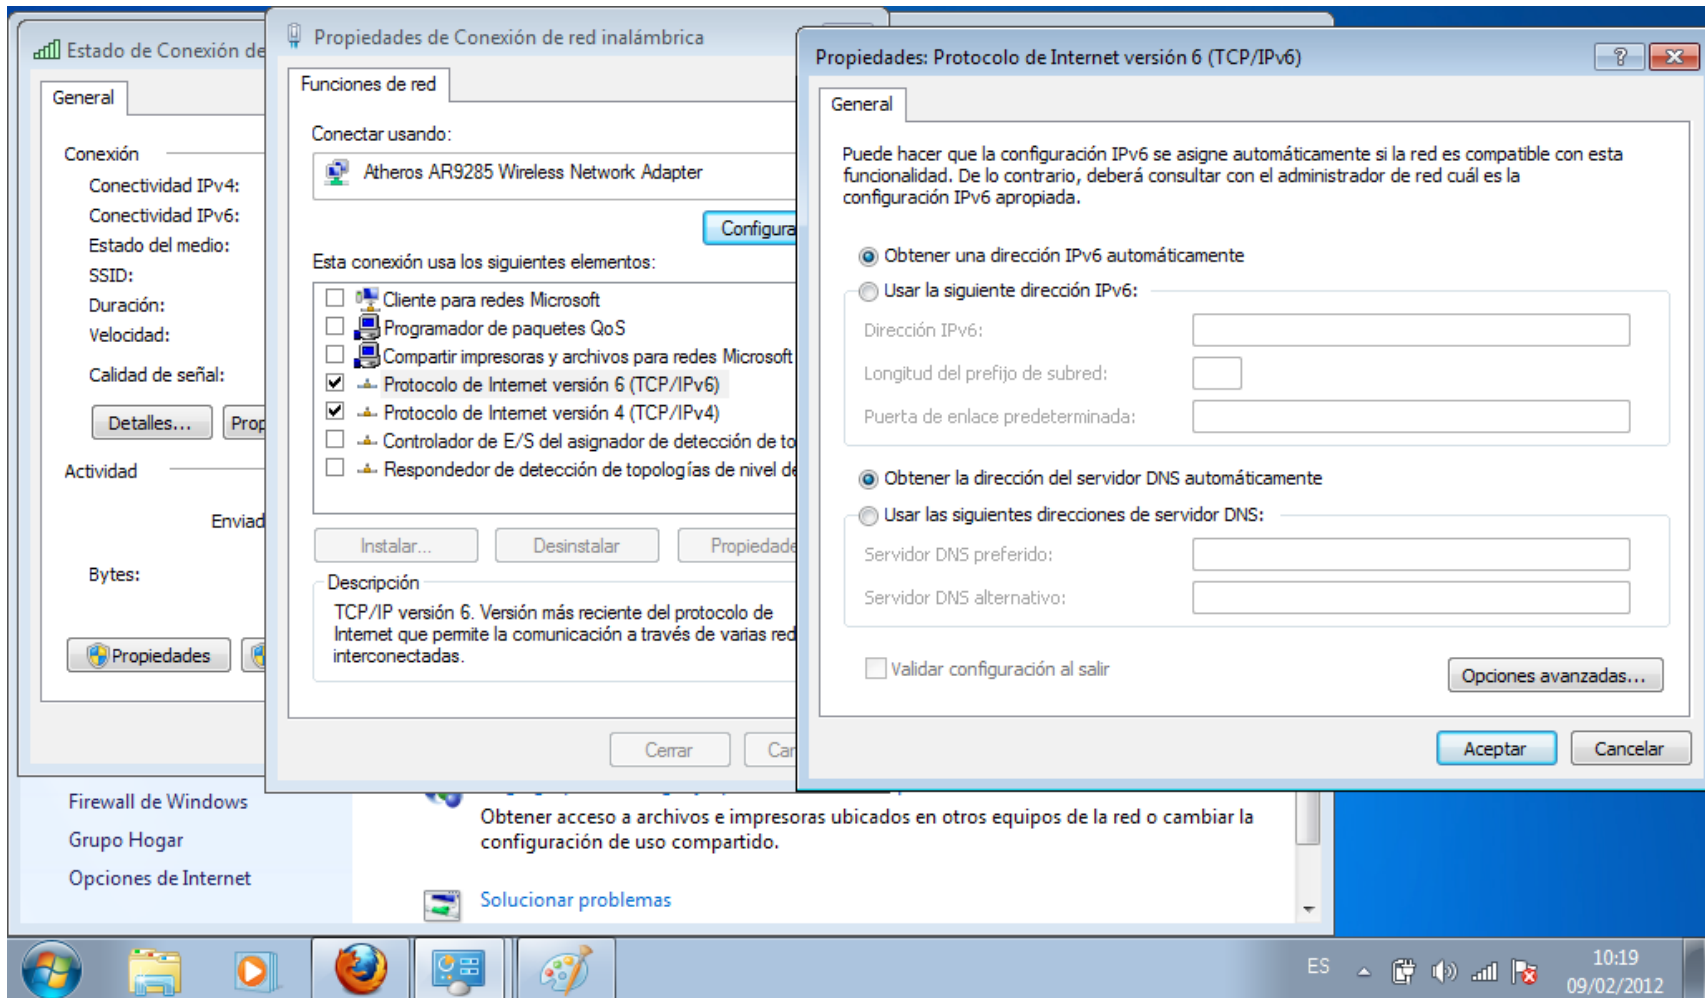 Estado de Conexión de
General
Conexión
Conectividad IPv4:
Conectividad IPv6:
Estado del medio:
SSID:
Duración:
Velocidad:
Calidad de señal:
Detalles...
Actividad
Bytes:
Propiedades
Propiedades de Conexión de red inalámbrica
Funciones de red
Conectar usando:
Atheros AR9285 Wireless Network Adapter
Esta conexión usa los siguientes elementos:
Cliente para redes Microsoft
Programador de paquetes QoS
Compartir impresoras y archivos para redes Microsoft
Protocolo de Internet versión 6 (TCP/IPv6)
Protocolo de Internet versión 4 (TCP/IPv4)
Controlador de E/S del asignador de detección de
Respondedor de detección de topologías de nivel
Instalar...
Desinstalar
Descripción
TCP/IP versión 6. Versión más reciente del protocolo de
Internet que permite la comunicación a través de varias
interconectadas.
Cerrar
Propiedades: Protocolo de Internet versión 6 (TCP/IPv6)
General
Puede hacer que la configuración IPv6 se asigne automáticamente si la red es compatible con esta
funcionalidad. De lo contrario, deberá consultar con el administrador de red cuál es la
configuración IPv6 apropiada.
Obtener una dirección IPv6 automáticamente
Usar la siguiente dirección IPv6:
Dirección IPv6:
Longitud del prefijo de subred:
Puerta de enlace predeterminada:
Obtener la dirección del servidor DNS automáticamente
Usar las siguientes direcciones de servidor DNS:
Servidor DNS preferido:
Servidor DNS alternativo:
Validar configuración al salir
Opciones avanzadas...
Aceptar
Cancelar
Firewall de Windows
Grupo Hogar
Opciones de Internet
Obtener acceso a archivos e impresoras ubicados en otros equipos de la red o cambiar la
configuración de uso compartido.
Solucionar problemas
ES
10:19
09/02/2012